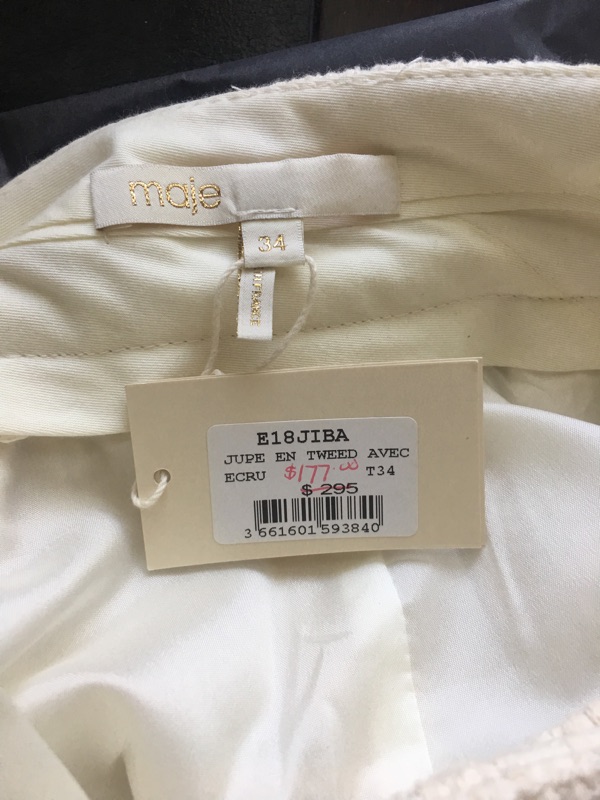 maje
34
E18JIBA
JUPE EN TWEED AVEC
ECRU $177.00 T34
$ 295
3 661601 593840